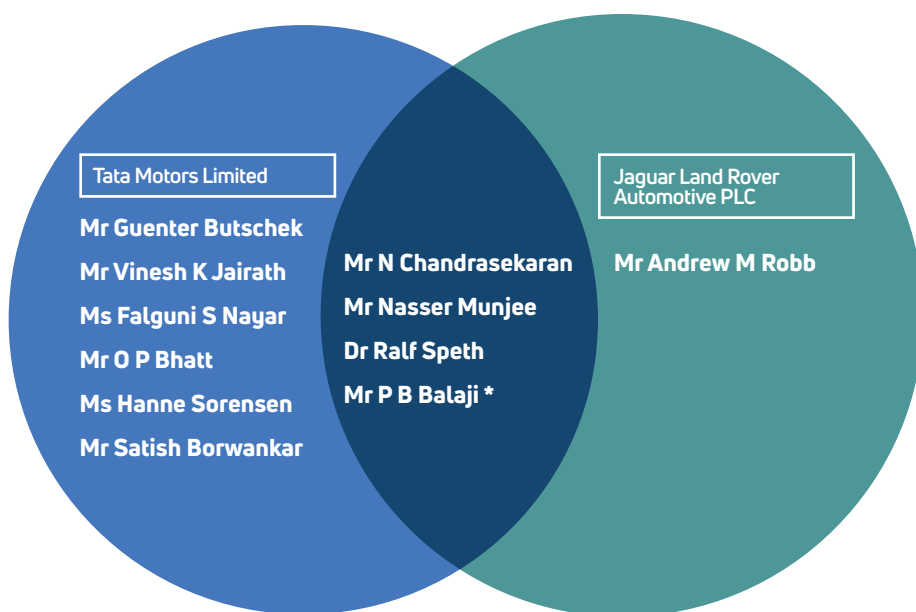 Tata Motors Limited
Mr Guenter Butschek
Mr Vinesh K Jairath
Ms Falguni S Nayar
Mr O P Bhatt
Ms Hanne Sorensen
Mr Satish Borwankar
Mr N Chandrasekaran
Mr Nasser Munjee
Dr Ralf Speth
Mr P B Balaji *
Jaguar Land Rover
Automotive PLC
Mr Andrew M Robb